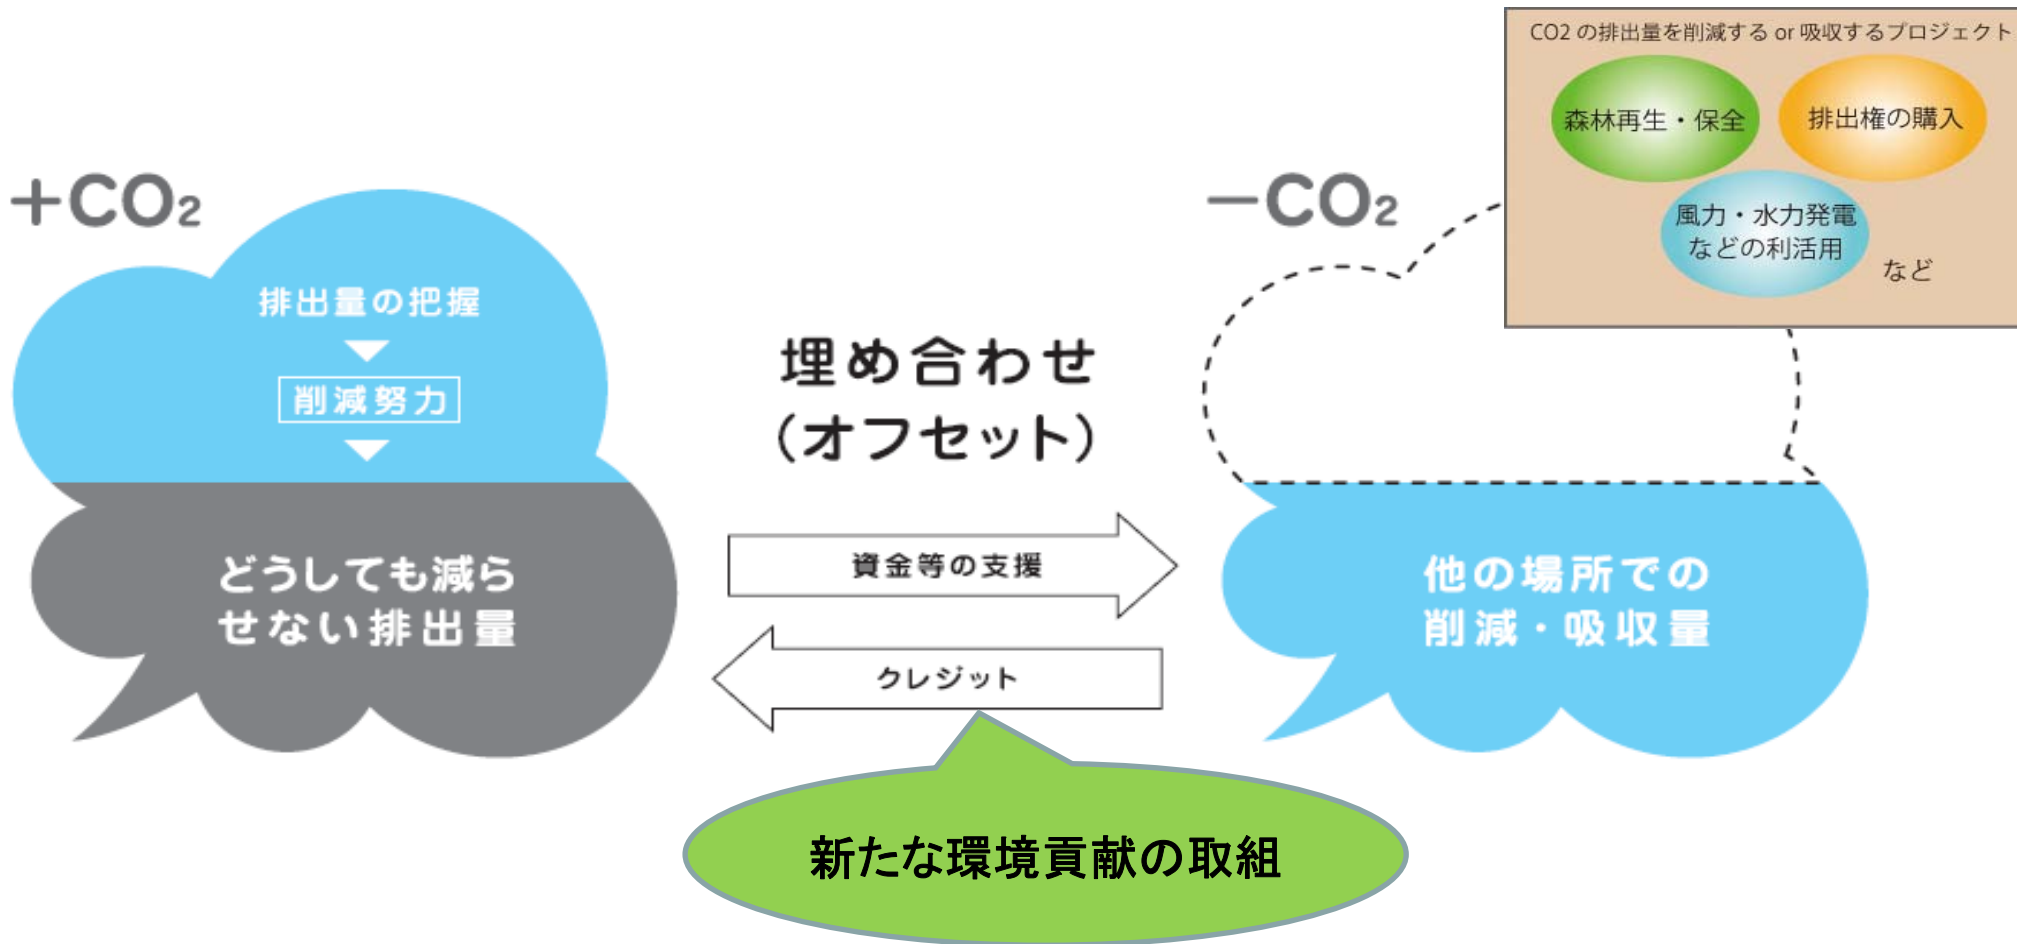 CO2 の排出量を削減する or 吸収するプロジェクト
森林再生・保全
排出権の購入
風力・水力発電
などの利活用
など
＋CO₂
排出量の把握
削減努力
どうしても減ら
せない排出量
埋め合わせ
（オフセット）
資金等の支援
クレジット
新たな環境貢献の取組
－CO₂
他の場所での
削減・吸収量